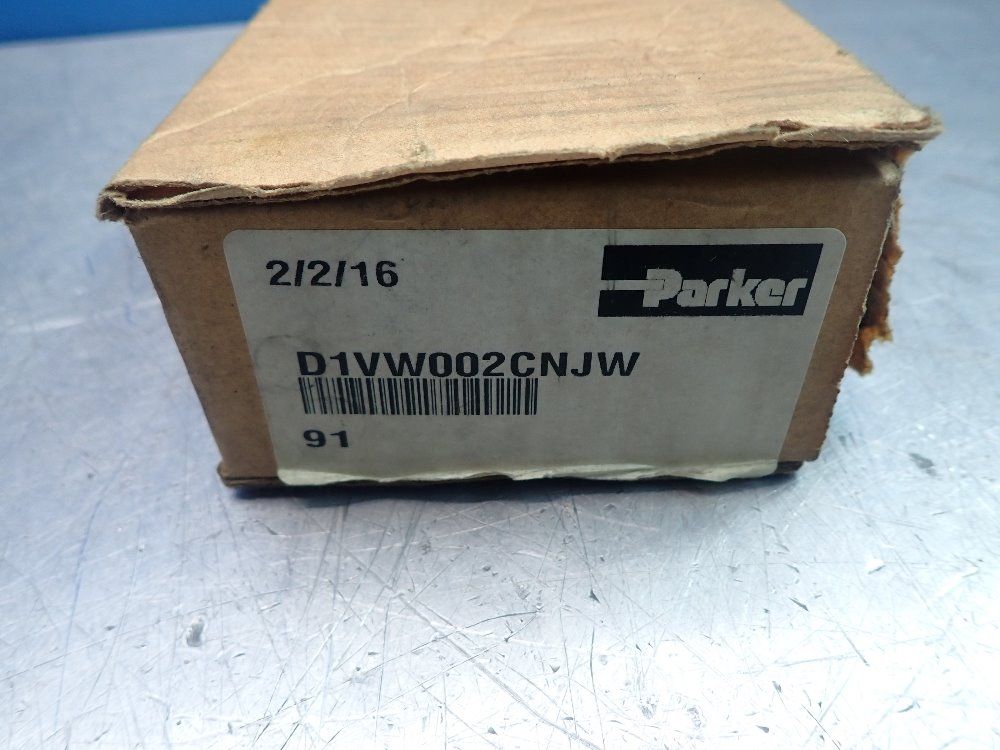 2/2/16
Parker
D1VW002CNJW
91